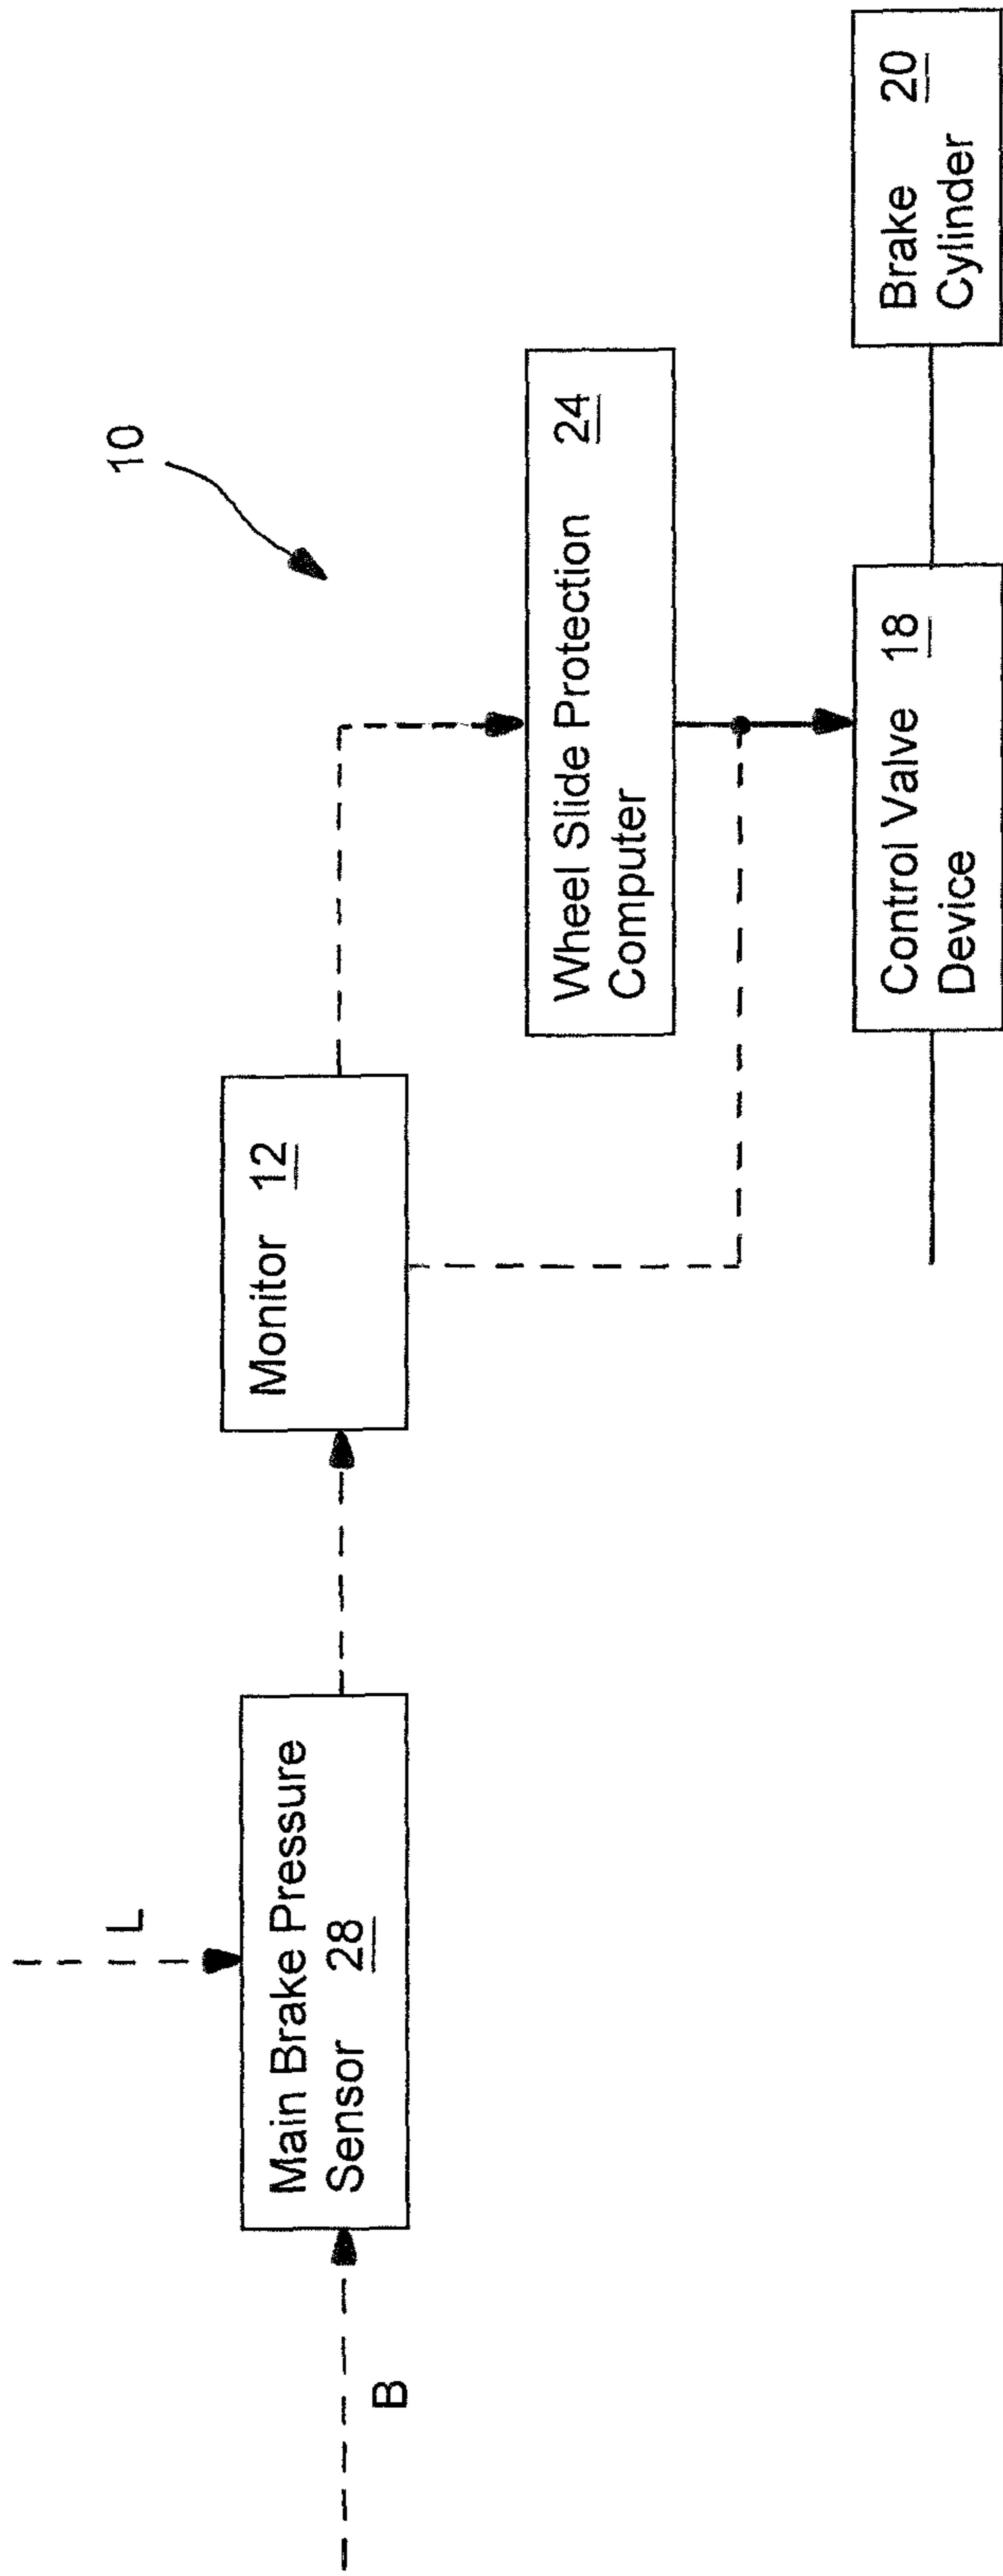 10
L
B
Main Brake Pressure
Sensor 28
Monitor 12
Wheel Slide Protection
Computer 24
Control Valve 18
Device
Brake 20
Cylinder